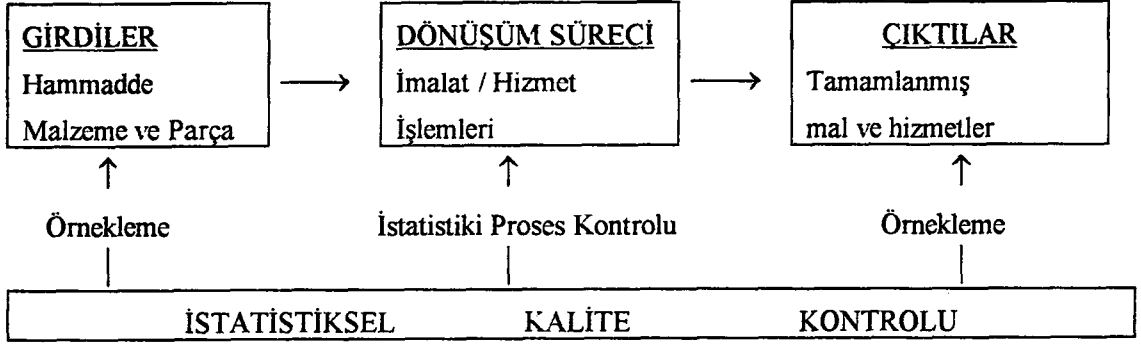 GİRDİLER
Hammadde
Malzeme ve Parça
DÖNÜŞÜM SÜRECİ
İmalat / Hizmet
İşlemleri
ÇIKTILAR
Tamamlanmış
mal ve hizmetler
Örnekleme
İstatistiki Proses Kontrolu
Örnekleme
İSTATİSTİKSEL KALİTE KONTROLU